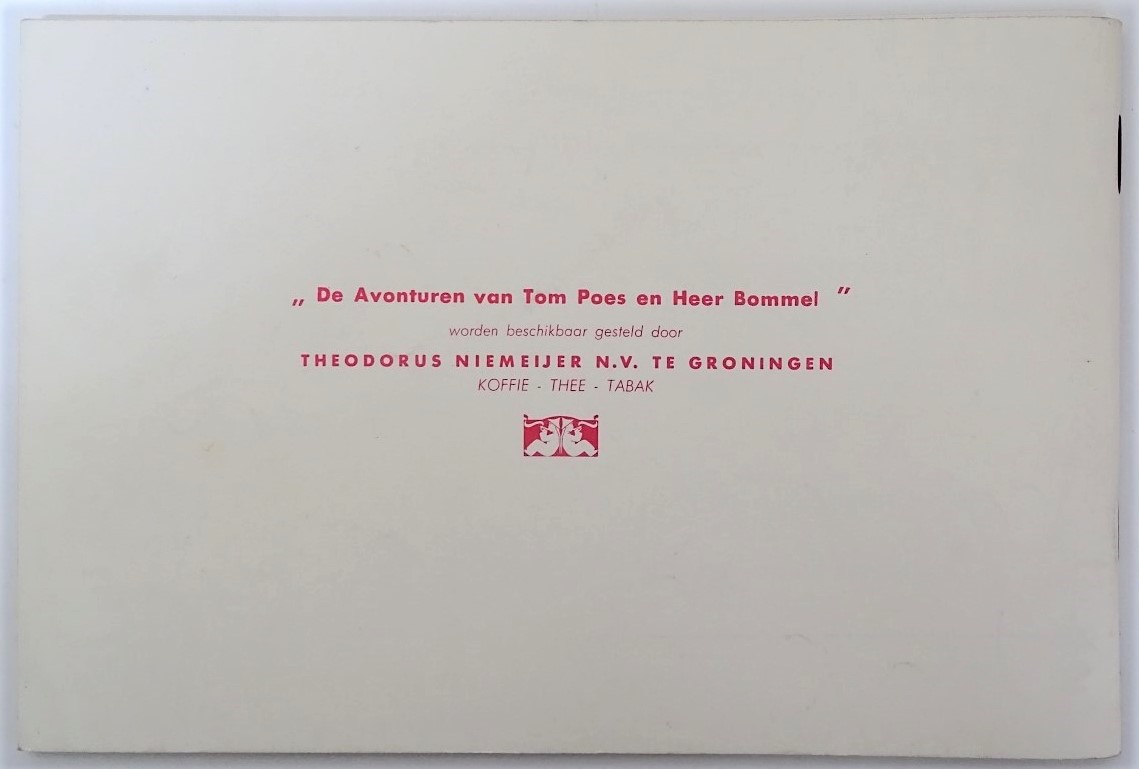 „ De Avonturen van Tom Poes en Heer Bommel ”
worden beschikbaar gesteld door
THEODORUS NIEMEIJER N.V. TE GRONINGEN
KOFFIE - THEE - TABAK